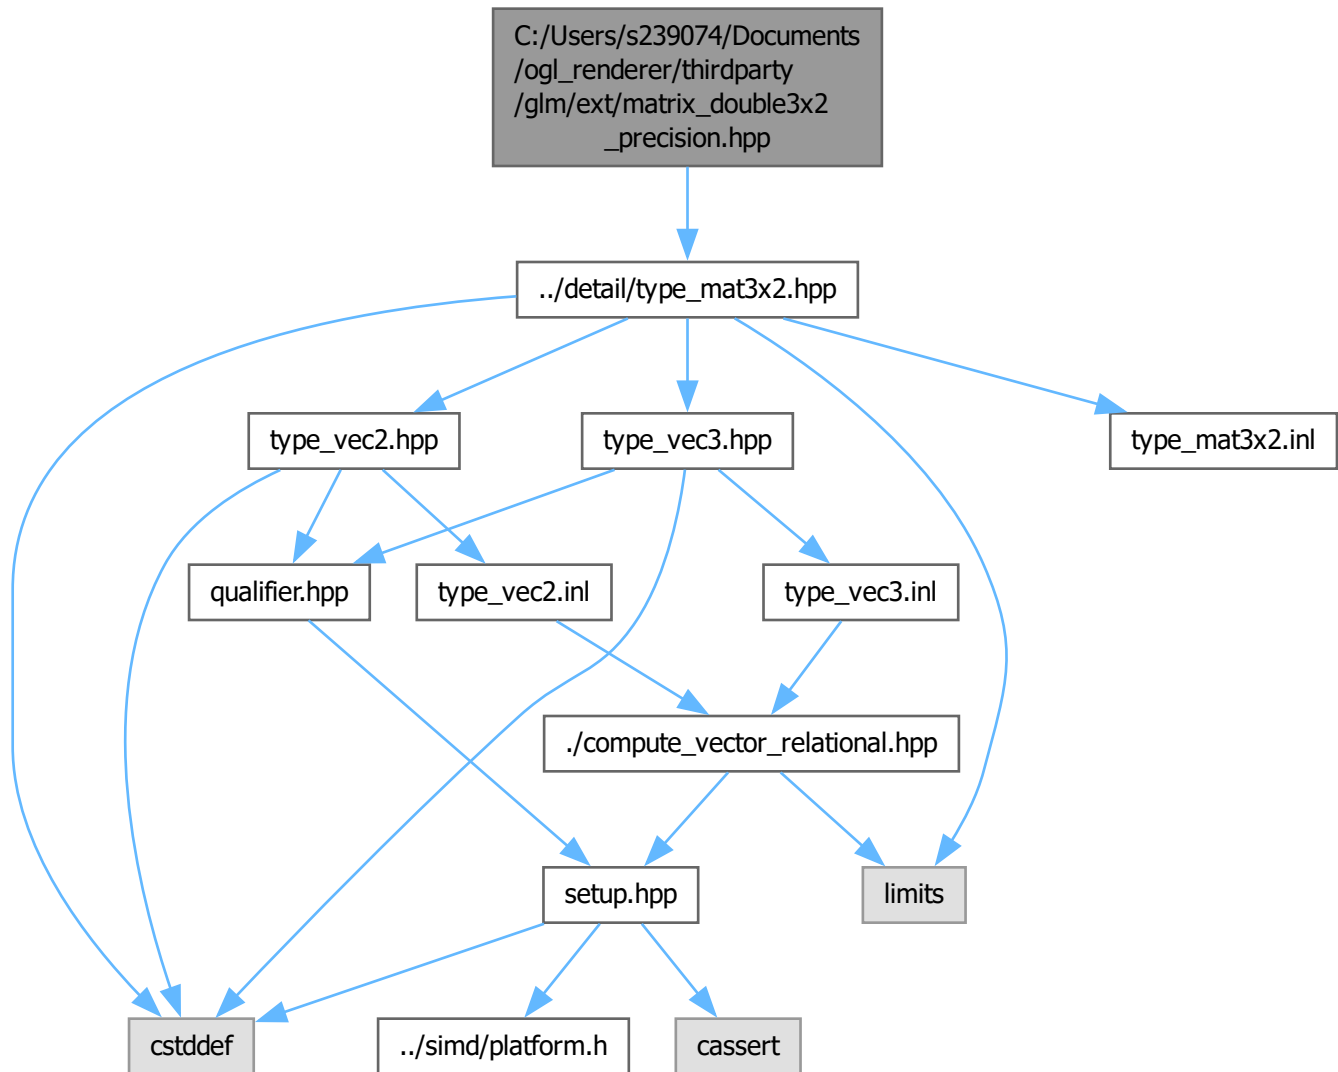 C:/Users/s239074/Documents
/ogl_renderer/thirdparty
/glm/ext/matrix_double3x2
_precision.hpp
../detail/type_mat3x2.hpp
type_vec2.hpp
type_vec3.hpp
type_mat3x2.inl
qualifier.hpp
type_vec2.inl
type_vec3.inl
./compute_vector_relational.hpp
setup.hpp
limits
cstddef
../simd/platform.h
cassert